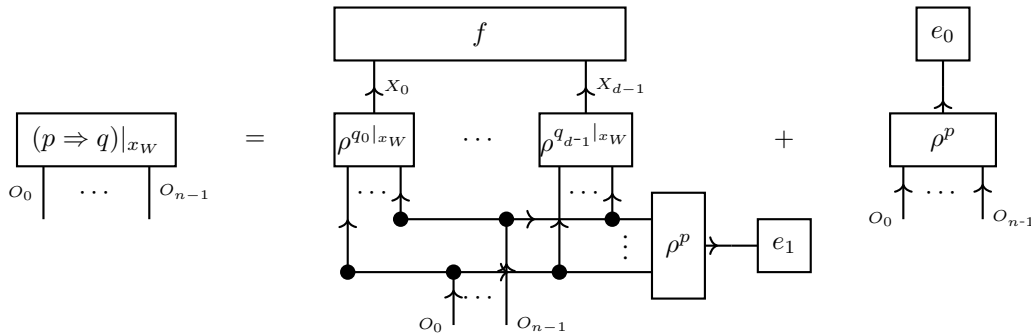 f
e_0
X_0
X_{d-1}
(p ⇒ q)|_{x_W}
=
ρ^{q_0|_{x_W}}
⋯
ρ^{q_{d-1}|_{x_W}}
+
ρ^p
O_0
⋯
O_{n-1}
⋯
⋯
O_0
⋯
O_{n-1}
⋮
ρ^p
e_1
O_0
⋯
O_{n-1}